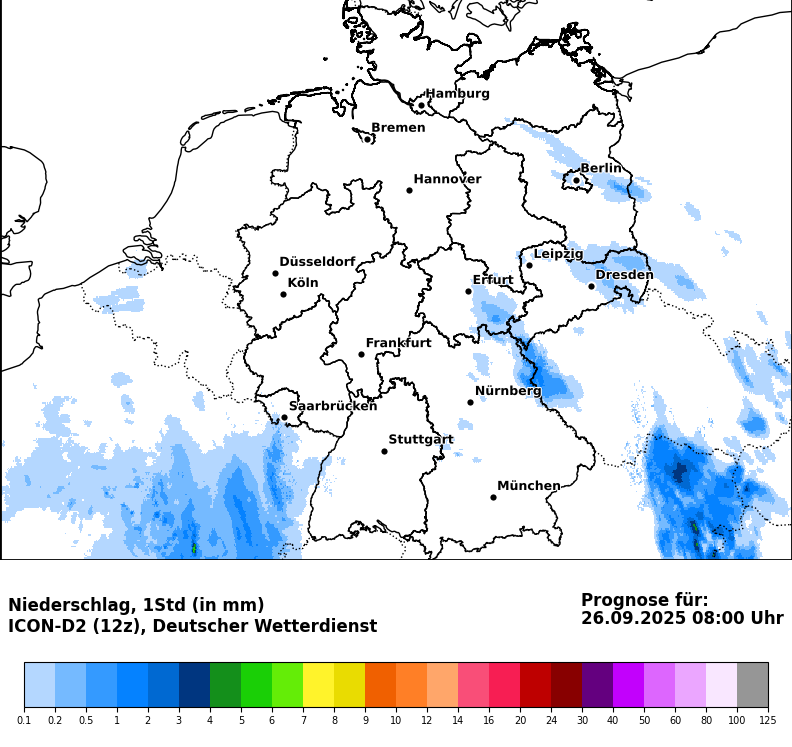 Hamburg
Bremen
Berlin
Hannover
Leipzig
Düsseldorf
Dresden
Köln
Erfurt
Frankfurt
Nürnberg
Saarbrücken
Stuttgart
München
Niederschlag, 1Std (in mm)
ICON-D2 (12z), Deutscher Wetterdienst
Prognose für:
26.09.2025 08:00 Uhr
0.1 0.2 0.5 1 2 3 4 5 6 7 8 9 10 12 14 16 20 24 30 40 50 60 80 100 125